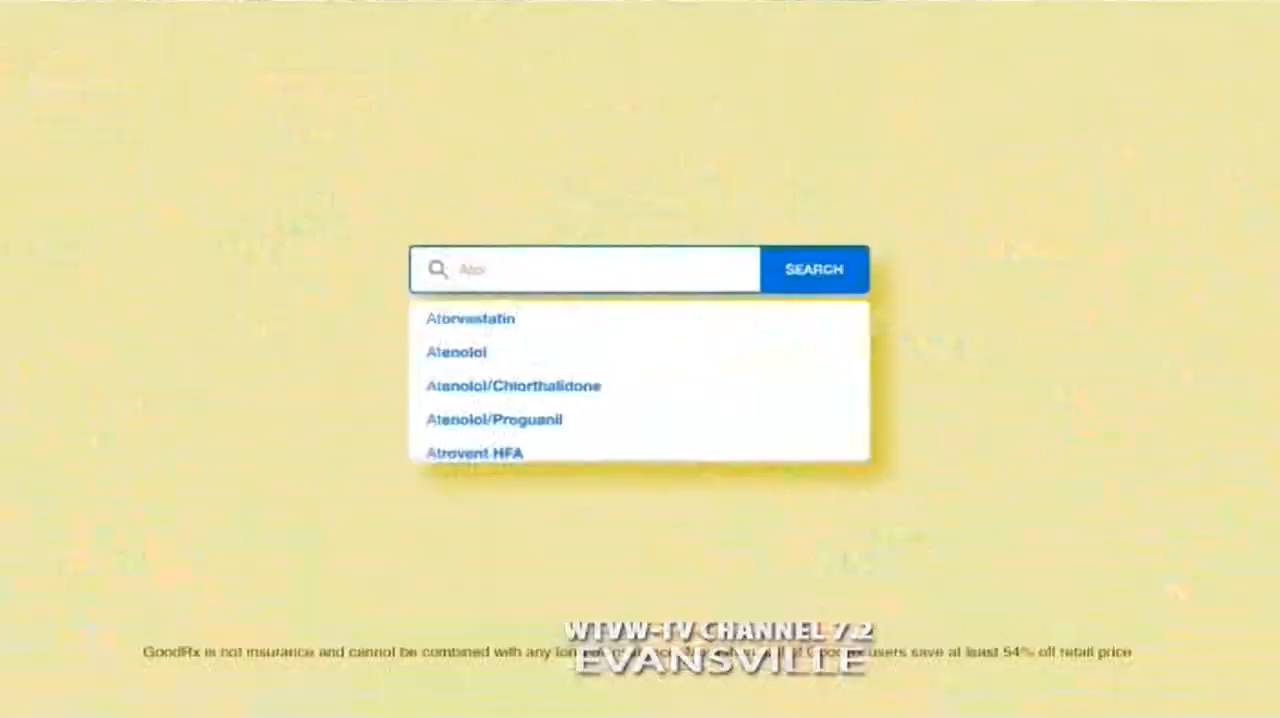 SEARCH
Atorvastatin
Atenolol
Atenolol/Chlorthalidone
Atenolol/Proguanil
Atrovent HFA
WTVW-TV CHANNEL 7.2
GoodRx is not insurance and cannot be combined with any users save at least 54% off retail price
EVANSVILLE